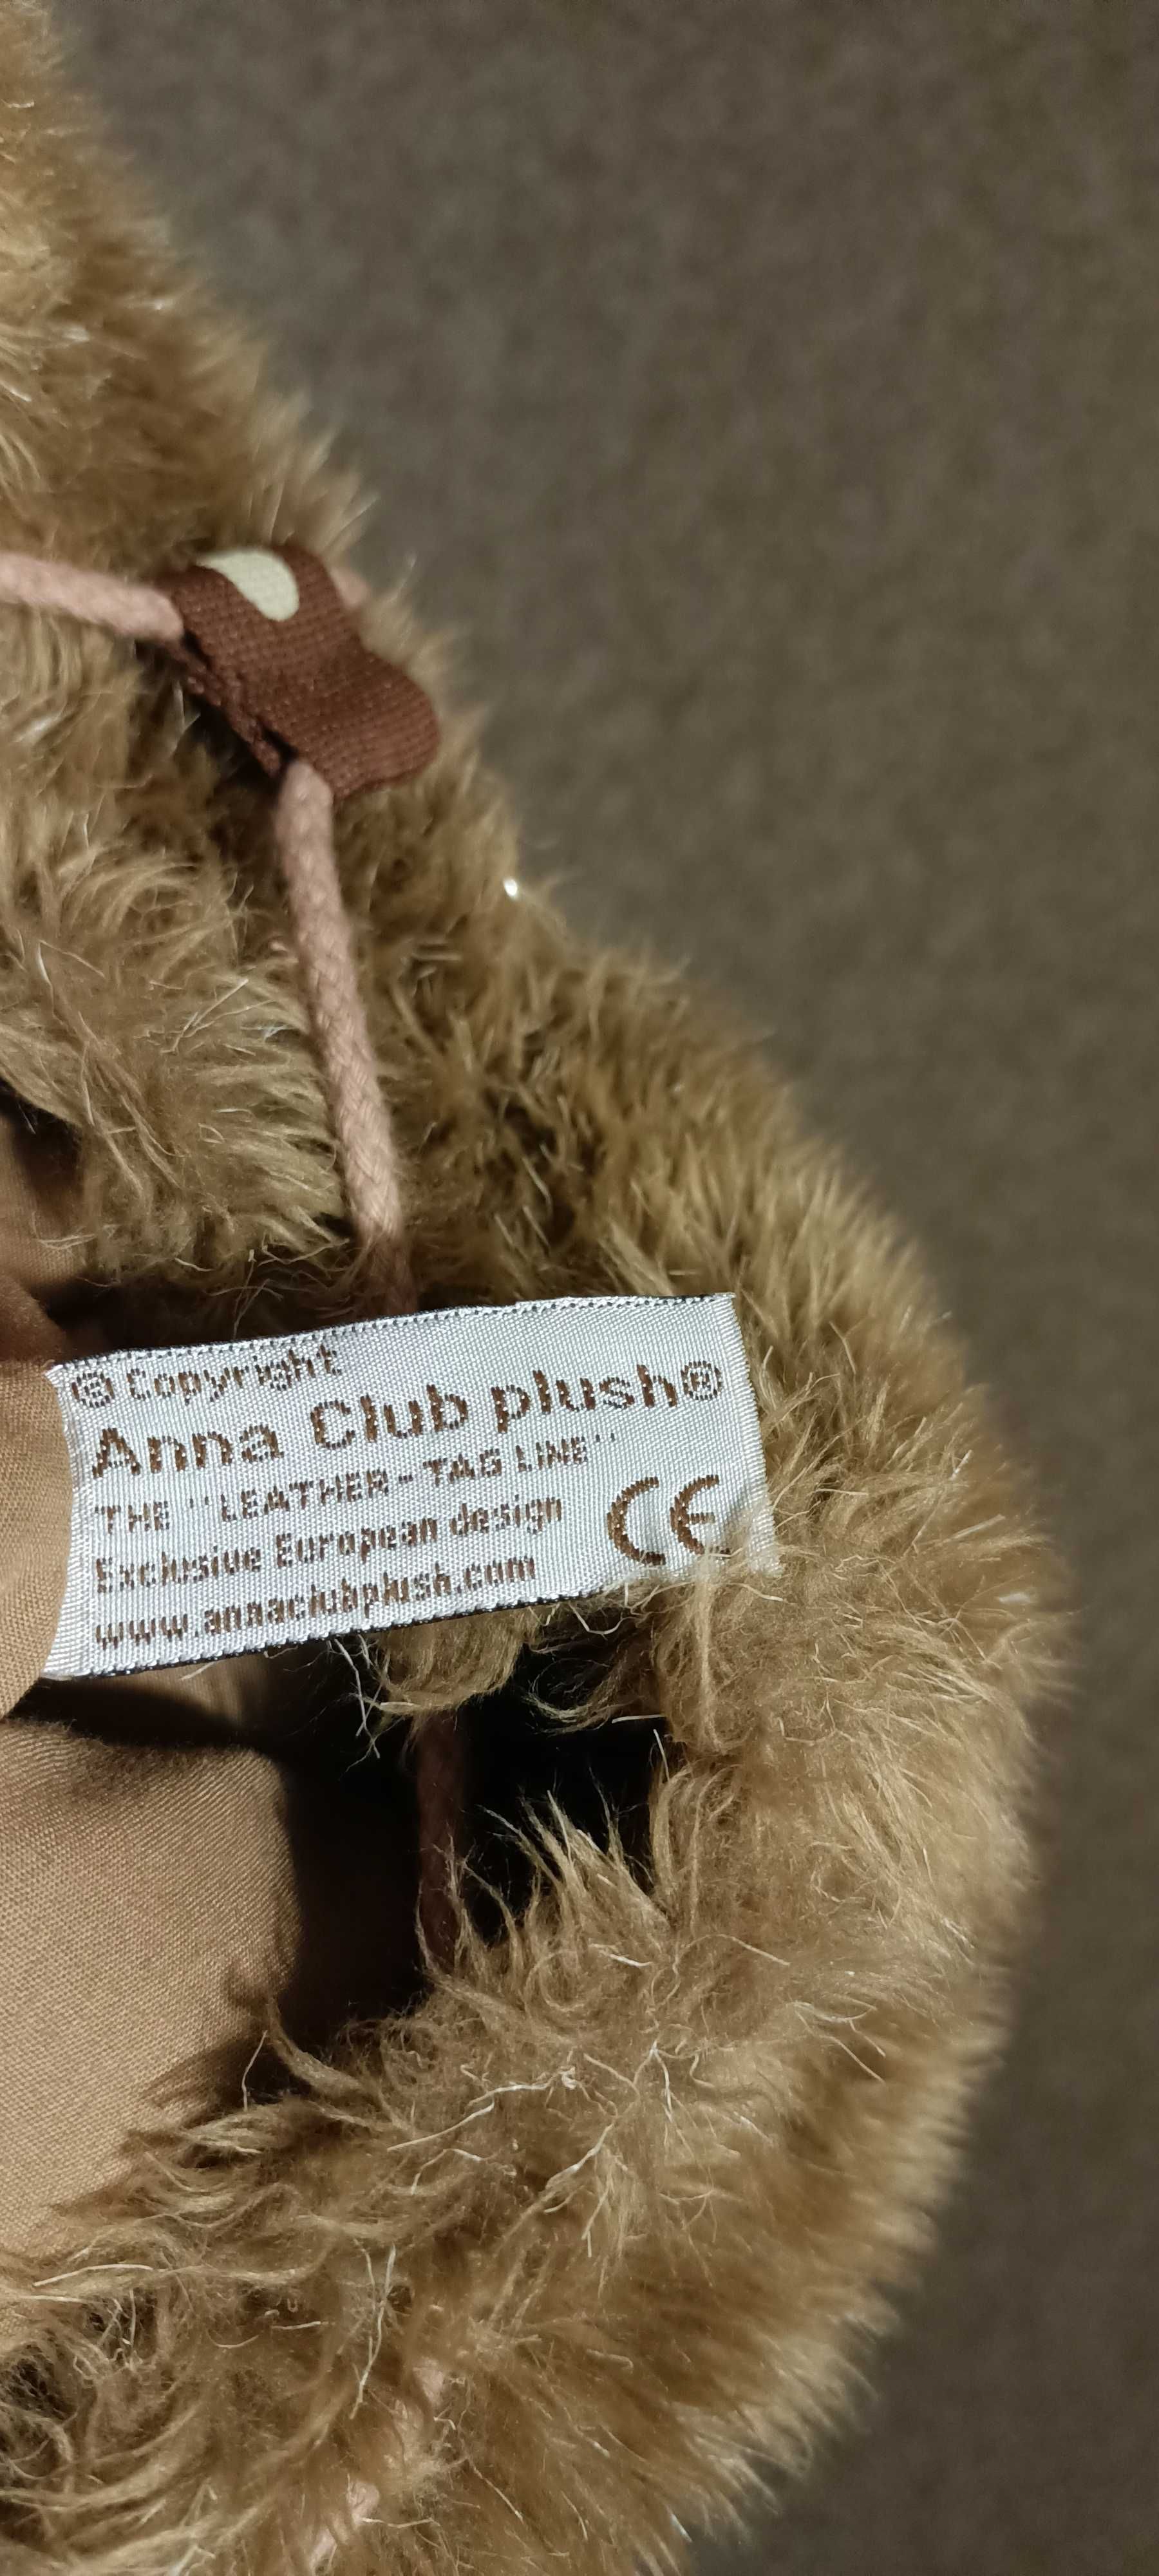 © Copyright
Anna Club plush®
THE "LEATHER-TAG LINE"
Exclusive European design
CE
www.annaclubplush.com